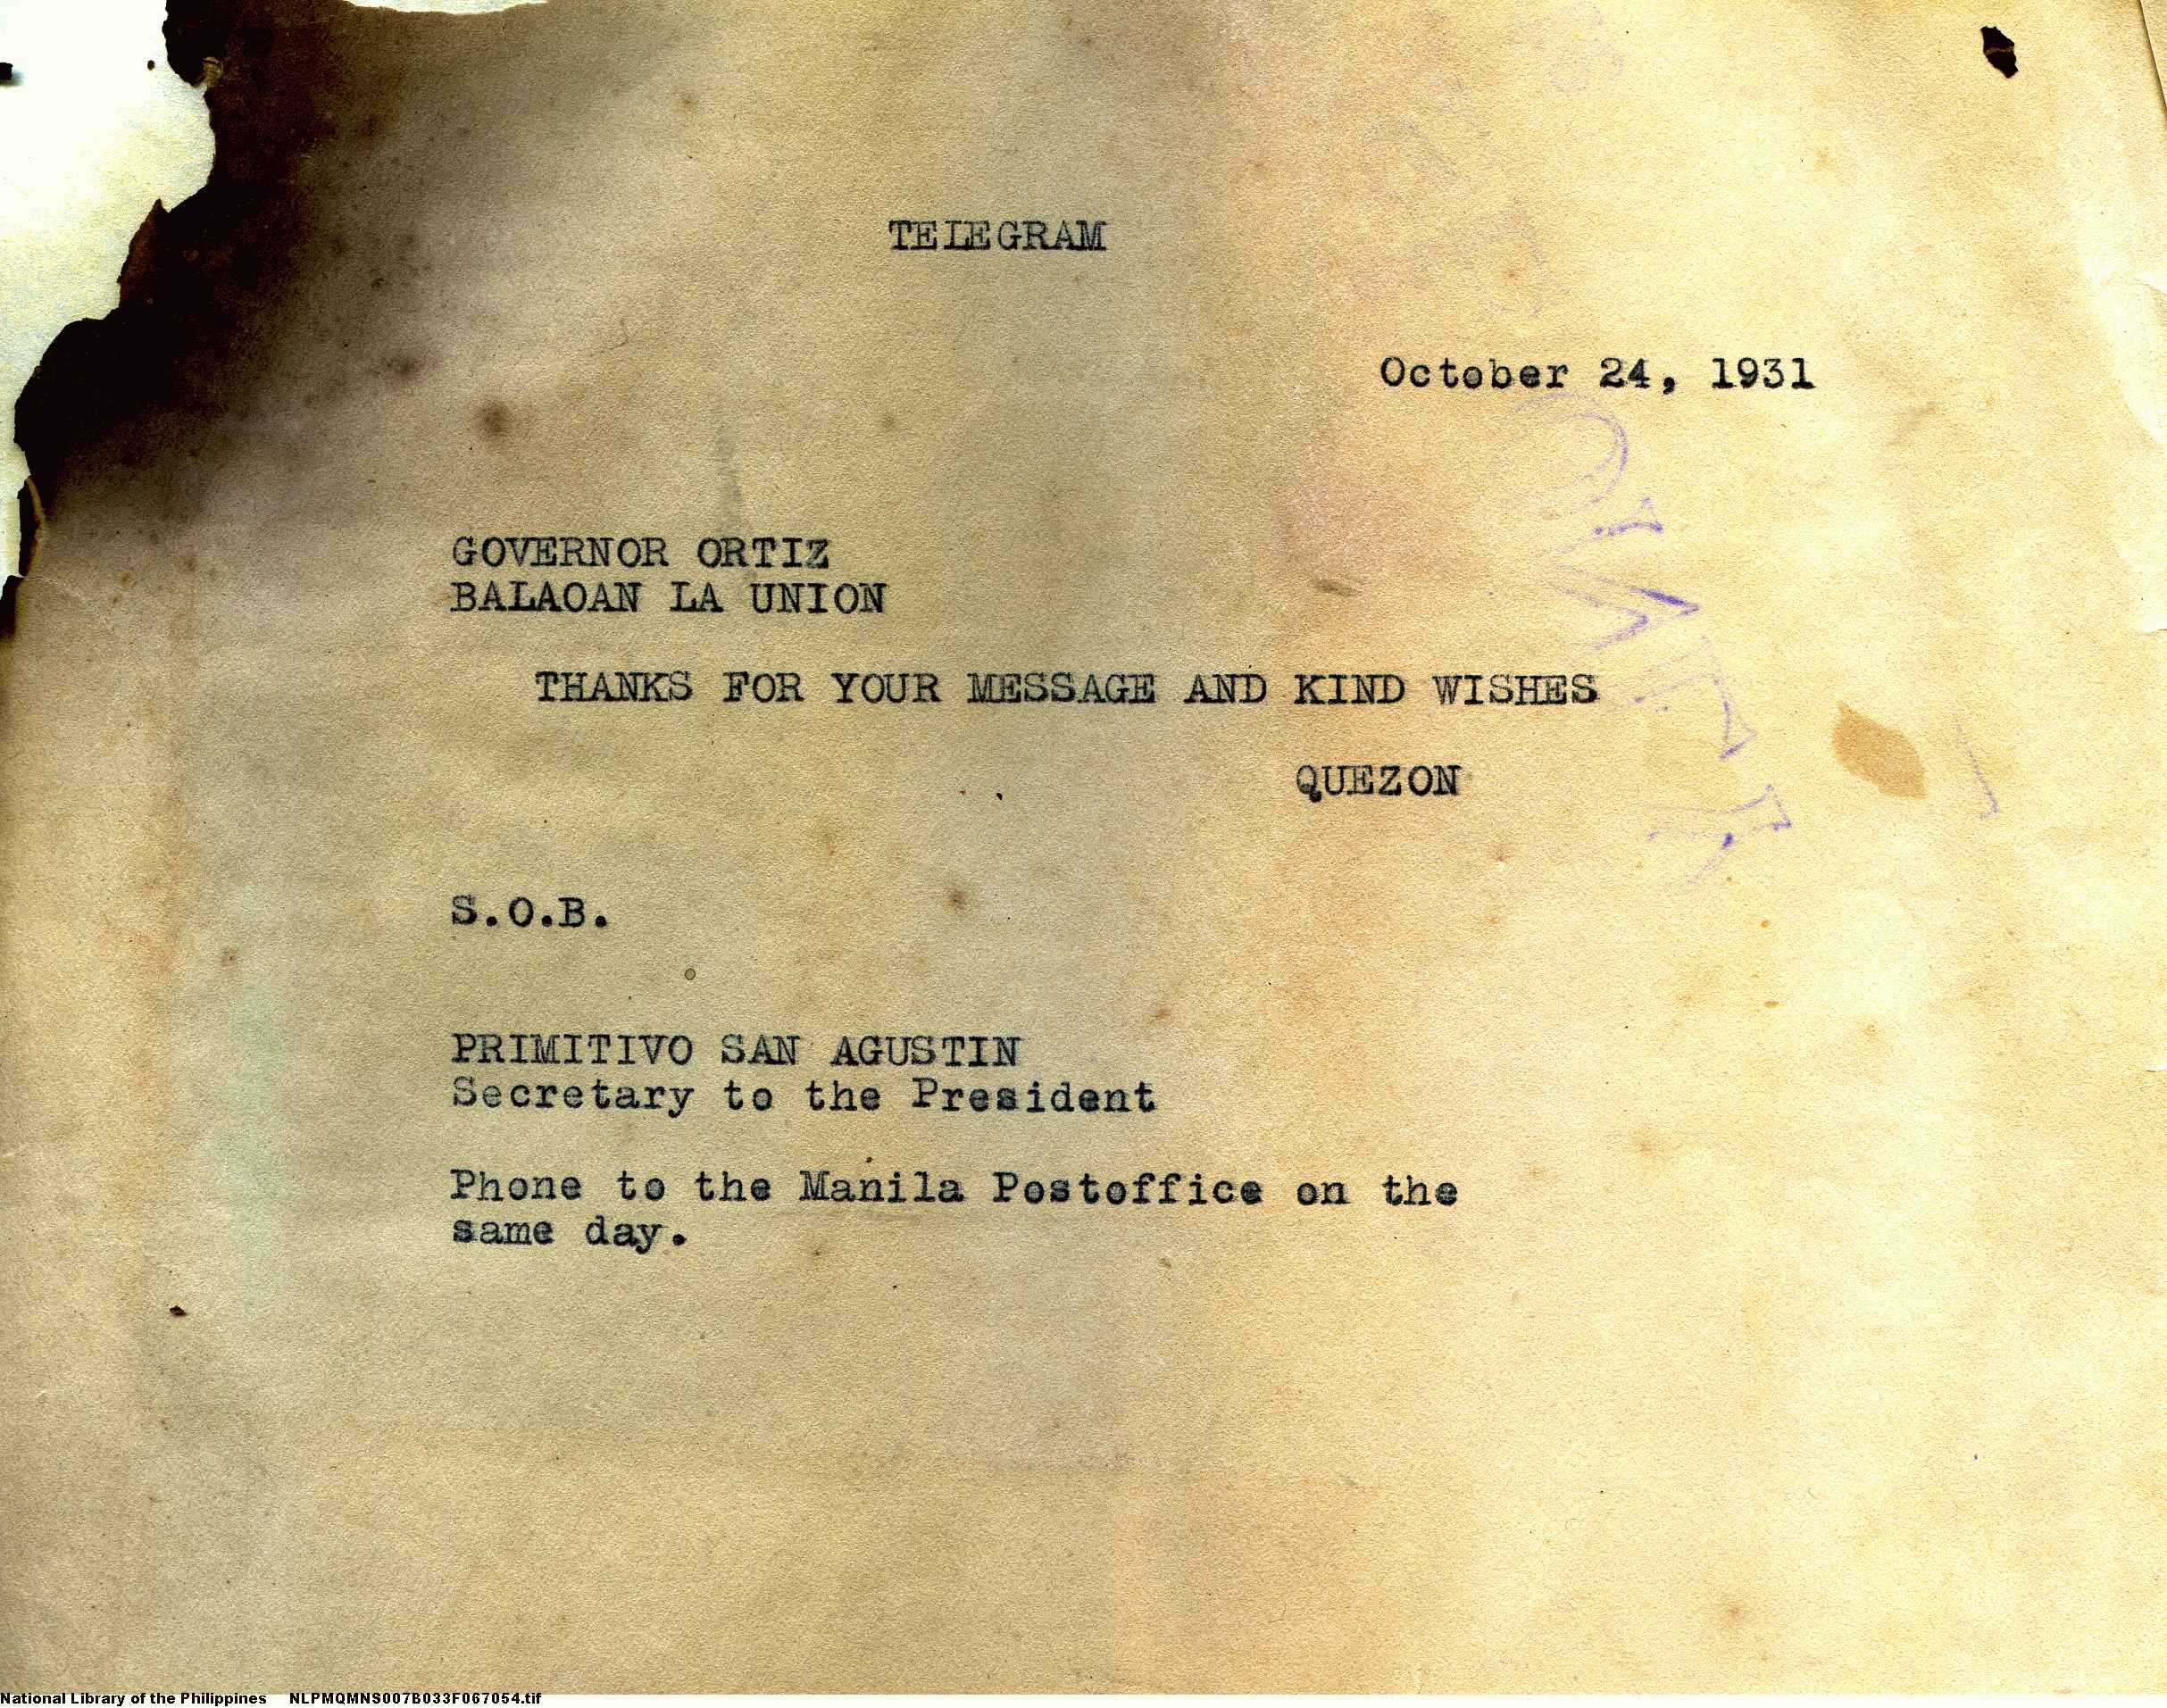 TELEGRAM
October 24, 1931
GOVERNOR ORTIZ
BALAOAN LA UNION
THANKS FOR YOUR MESSAGE AND KIND WISHES
QUEZON
S.O.B.
PRIMITIVO SAN AGUSTIN
Secretary to the President
Phone to the Manila Postoffice on the
same day.
National Library of the Philippines NLPMQMNS007B033F067054.tif